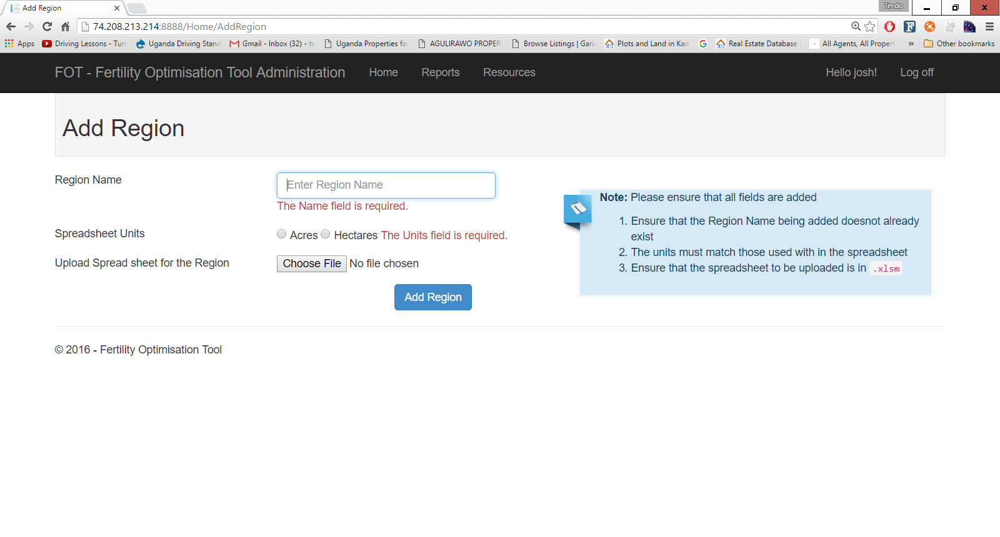 Add Region
Tendo
74.208.213.214:8888/Home/AddRegion
Apps Driving Lessons - Turn Uganda Driving Stand Gmail - Inbox (32) - te Uganda Properties for AGULIRAWO PROPERT Browse Listings | Gari Plots and Land in Kam Real Estate Database All Agents, All Propert » Other bookmarks
FOT - Fertility Optimisation Tool Administration Home Reports Resources Hello josh! Log off
Add Region
Region Name
Enter Region Name
The Name field is required.
Spreadsheet Units
Acres Hectares The Units field is required.
Upload Spread sheet for the Region
Choose File No file chosen
Add Region
Note: Please ensure that all fields are added
1. Ensure that the Region Name being added doesnot already
exist
2. The units must match those used with in the spreadsheet
3. Ensure that the spreadsheet to be uploaded is in .xlsm
© 2016 - Fertility Optimisation Tool